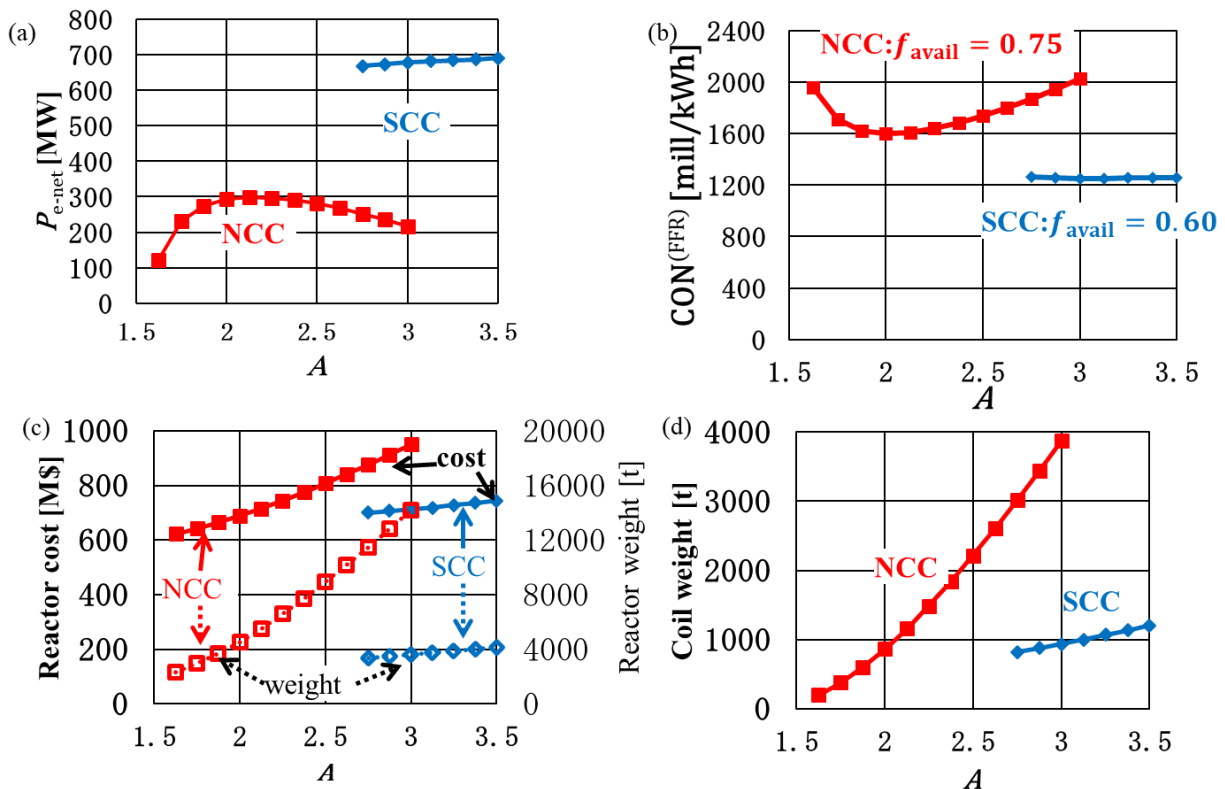 (a)
P e-net [MW]
800
700
600
500
400
300
200
100
0
SCC
NCC
1.5 2 2.5 3 3.5
A
(b)
CON(FFR) [mill/kWh]
2400
2000
1600
1200
800
400
0
NCC:f avail = 0.75
SCC:f avail = 0.60
1.5 2 2.5 3 3.5
A
(c)
Reactor cost [M$]
1000
800
600
400
200
0
cost
NCC
SCC
weight
20000
16000
12000
8000
4000
0
Reactor weight [t]
1.5 2 2.5 3 3.5
A
(d)
Coil weight [t]
4000
3000
2000
1000
0
NCC
SCC
1.5 2 2.5 3 3.5
A